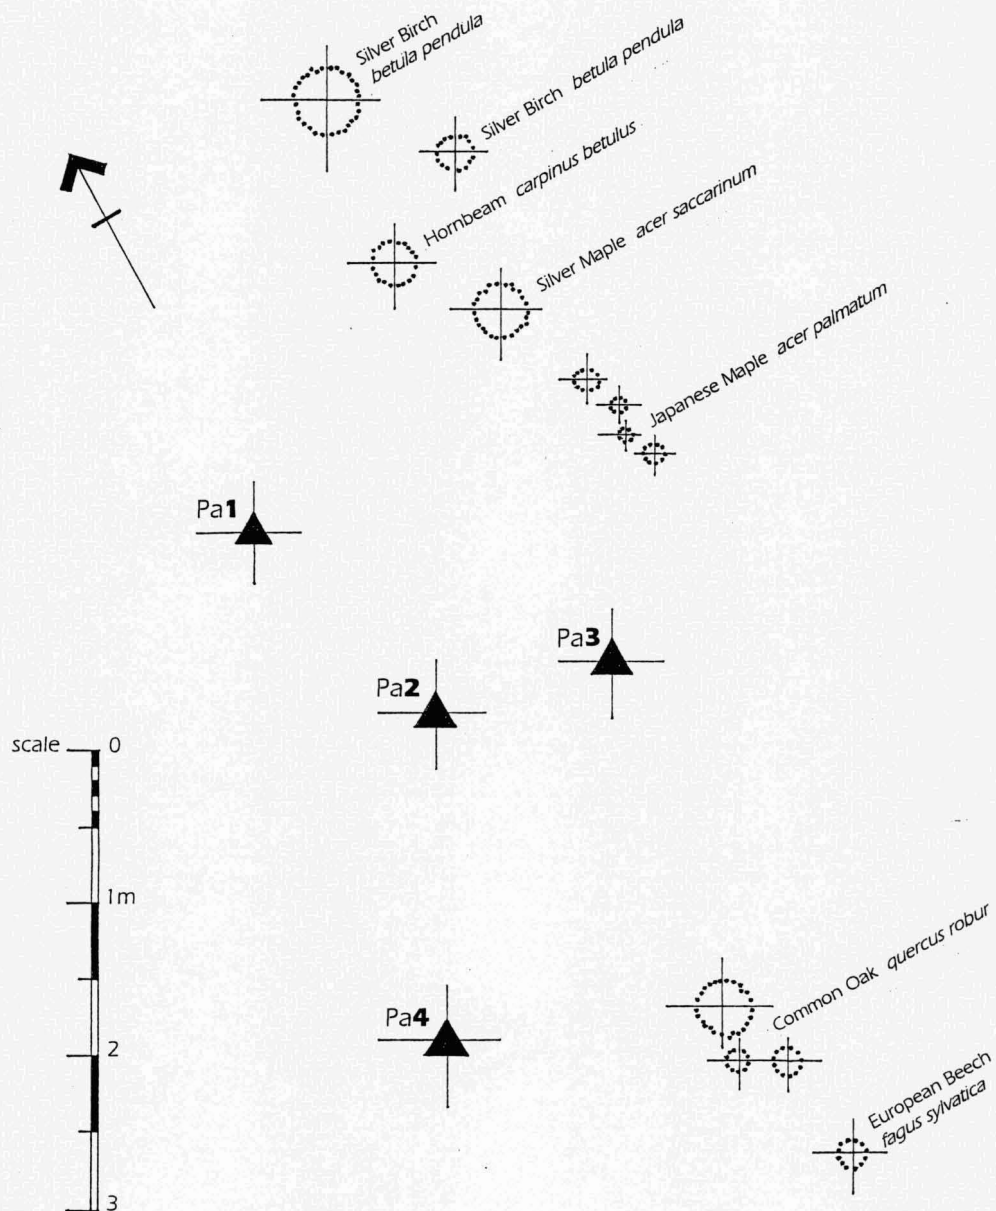 Silver Birch
betula pendula
Silver Birch betula pendula
Hornbeam carpinus betulus
Silver Maple acer saccarinum
Japanese Maple acer palmatum
Pa1
Pa3
Pa2
scale 0
1m
Pa4
2
Common Oak quercus robur
European Beech
fagus sylvatica
3